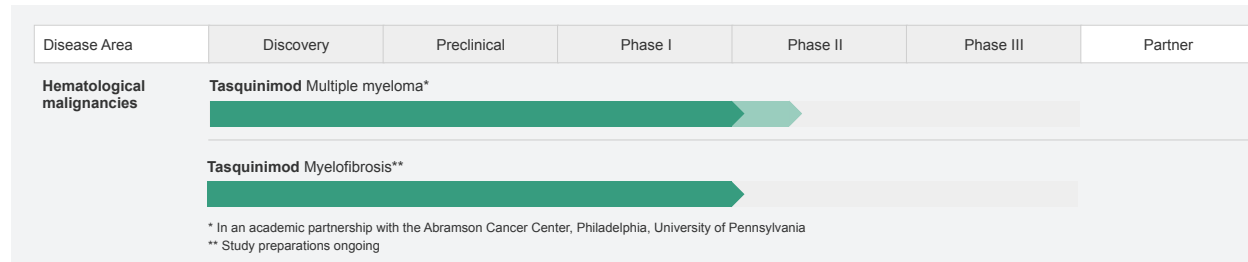 Disease Area Discovery Preclinical Phase I Phase II Phase III Partner
Hematological
malignancies
Tasquinimod Multiple myeloma*
Tasquinimod Myelofibrosis**
* In an academic partnership with the Abramson Cancer Center, Philadelphia, University of Pennsylvania
** Study preparations ongoing